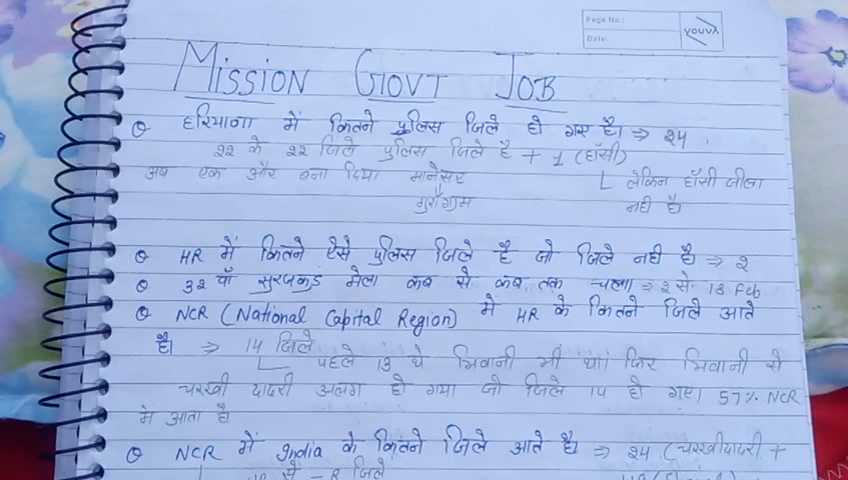 Page No.:
Date:
YOUVA
MISSION GOVT JOB
Q हरियाणा में कितने पुलिस जिले हो गए है। ⇒ 24
22 के 22 जिले पुलिस जिले है + 1 (हाँसी)
अब एक और बना दिया मानेसर
└ लेकिन हाँसी जीला
गुरुग्राम
नही है
Q HR में कितने ऐसे पुलिस जिले है जो जिले नही है ⇒ 2
Q 32 वाँ सुरजकुंड मेला कब से कब तक चला ⇒ 2 से 18 Feb
Q NCR (National Capital Region) में HR के कितने जिले आते
है। ⇒ 14 जिले
└ पहले 13 थे भिवानी भी था। फिर भिवानी से
चरखी दादरी अलग हो गया जो जिले 14 हो गए। 57% NCR
में आता है
Q NCR में India के कितने जिले आते है ⇒ 24 (चरखीदादरी +
से - 8 जिले